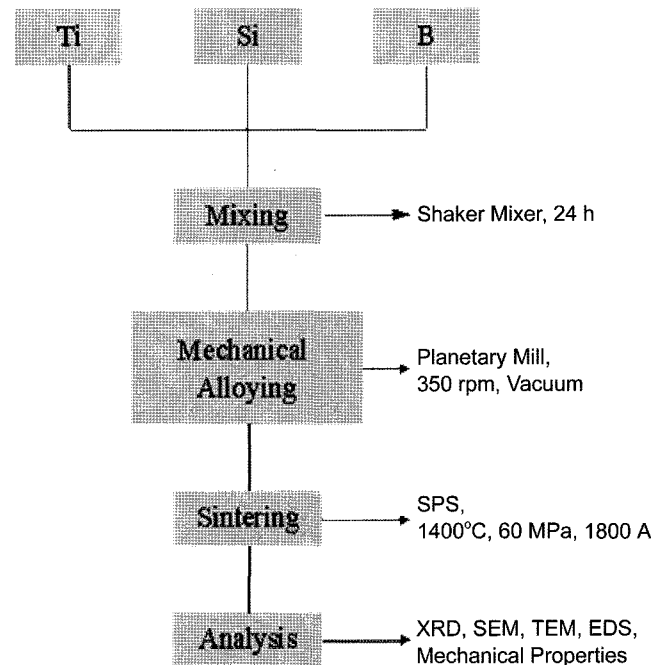 Ti
Si
B
Mixing
Shaker Mixer, 24 h
Mechanical
Alloying
Planetary Mill,
350 rpm, Vacuum
Sintering
SPS,
1400°C, 60 MPa, 1800 A
Analysis
XRD, SEM, TEM, EDS,
Mechanical Properties